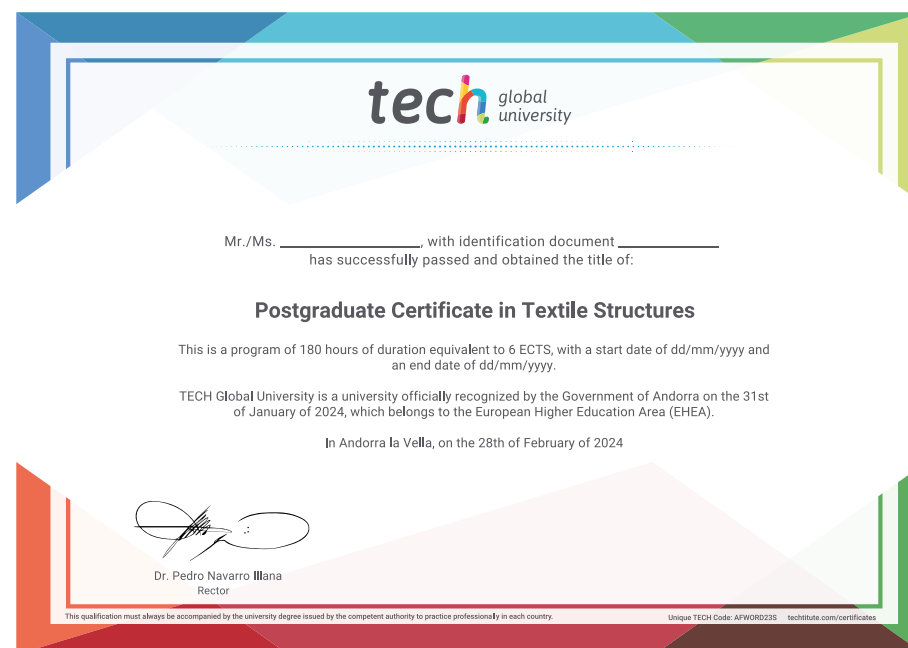 tech global university
Mr./Ms. ____________________, with identification document ______________
has successfully passed and obtained the title of:
Postgraduate Certificate in Textile Structures
This is a program of 180 hours of duration equivalent to 6 ECTS, with a start date of dd/mm/yyyy and
an end date of dd/mm/yyyy.
TECH Global University is a university officially recognized by the Government of Andorra on the 31st
of January of 2024, which belongs to the European Higher Education Area (EHEA).
In Andorra la Vella, on the 28th of February of 2024
Dr. Pedro Navarro Illana
Rector
This qualification must always be accompanied by the university degree issued by the competent authority to practice professionally in each country.
Unique TECH Code: AFWORD23S techtitute.com/certificates